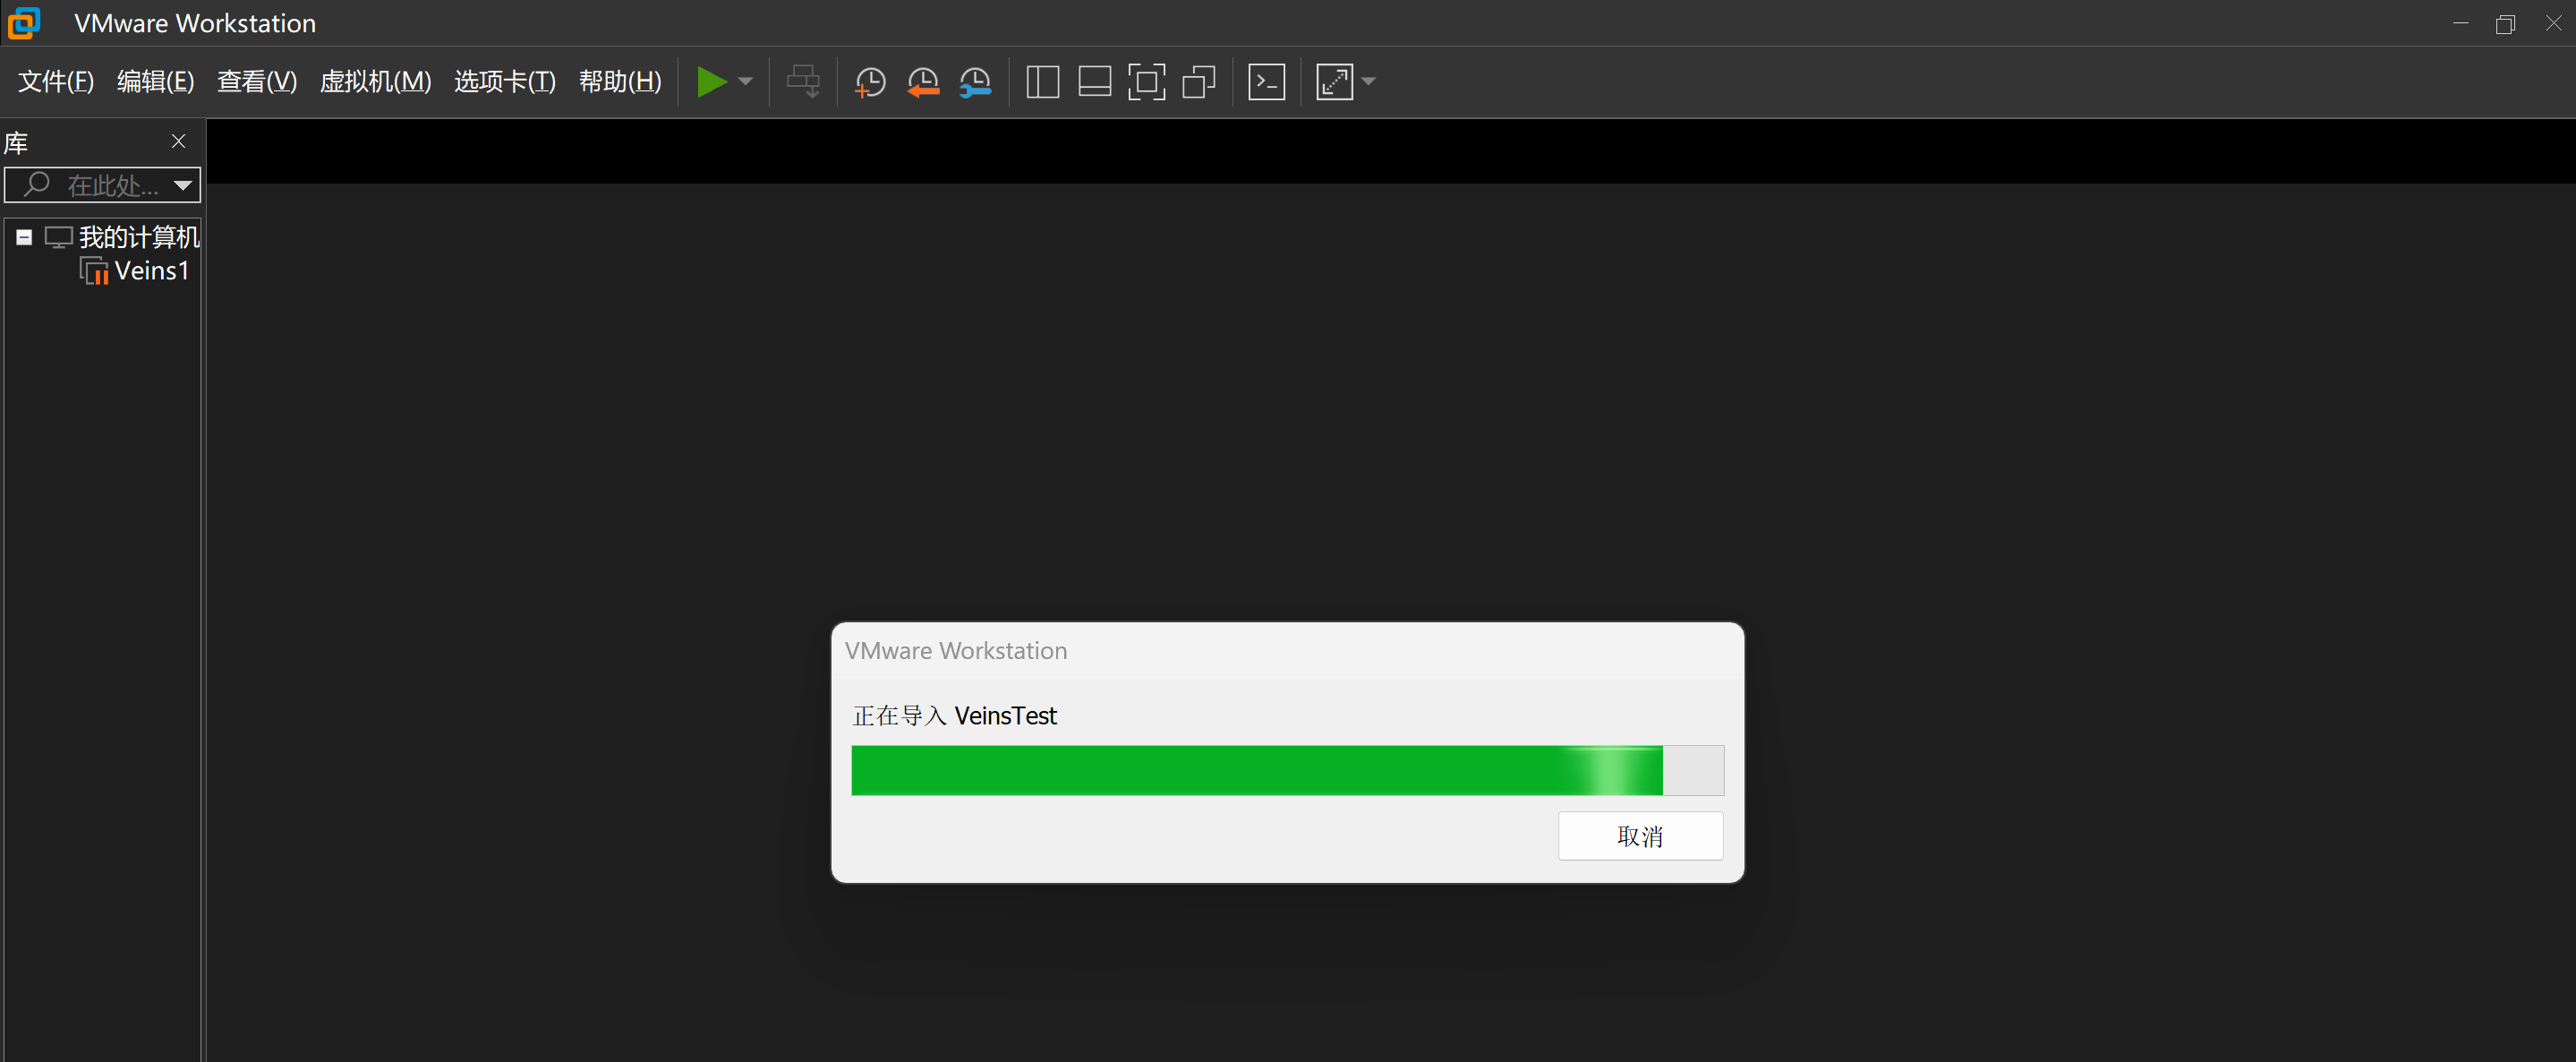 VMware Workstation
文件(F) 编辑(E) 查看(V) 虚拟机(M) 选项卡(T) 帮助(H)
库
在此处...
我的计算机
Veins1
VMware Workstation
正在导入 VeinsTest
取消